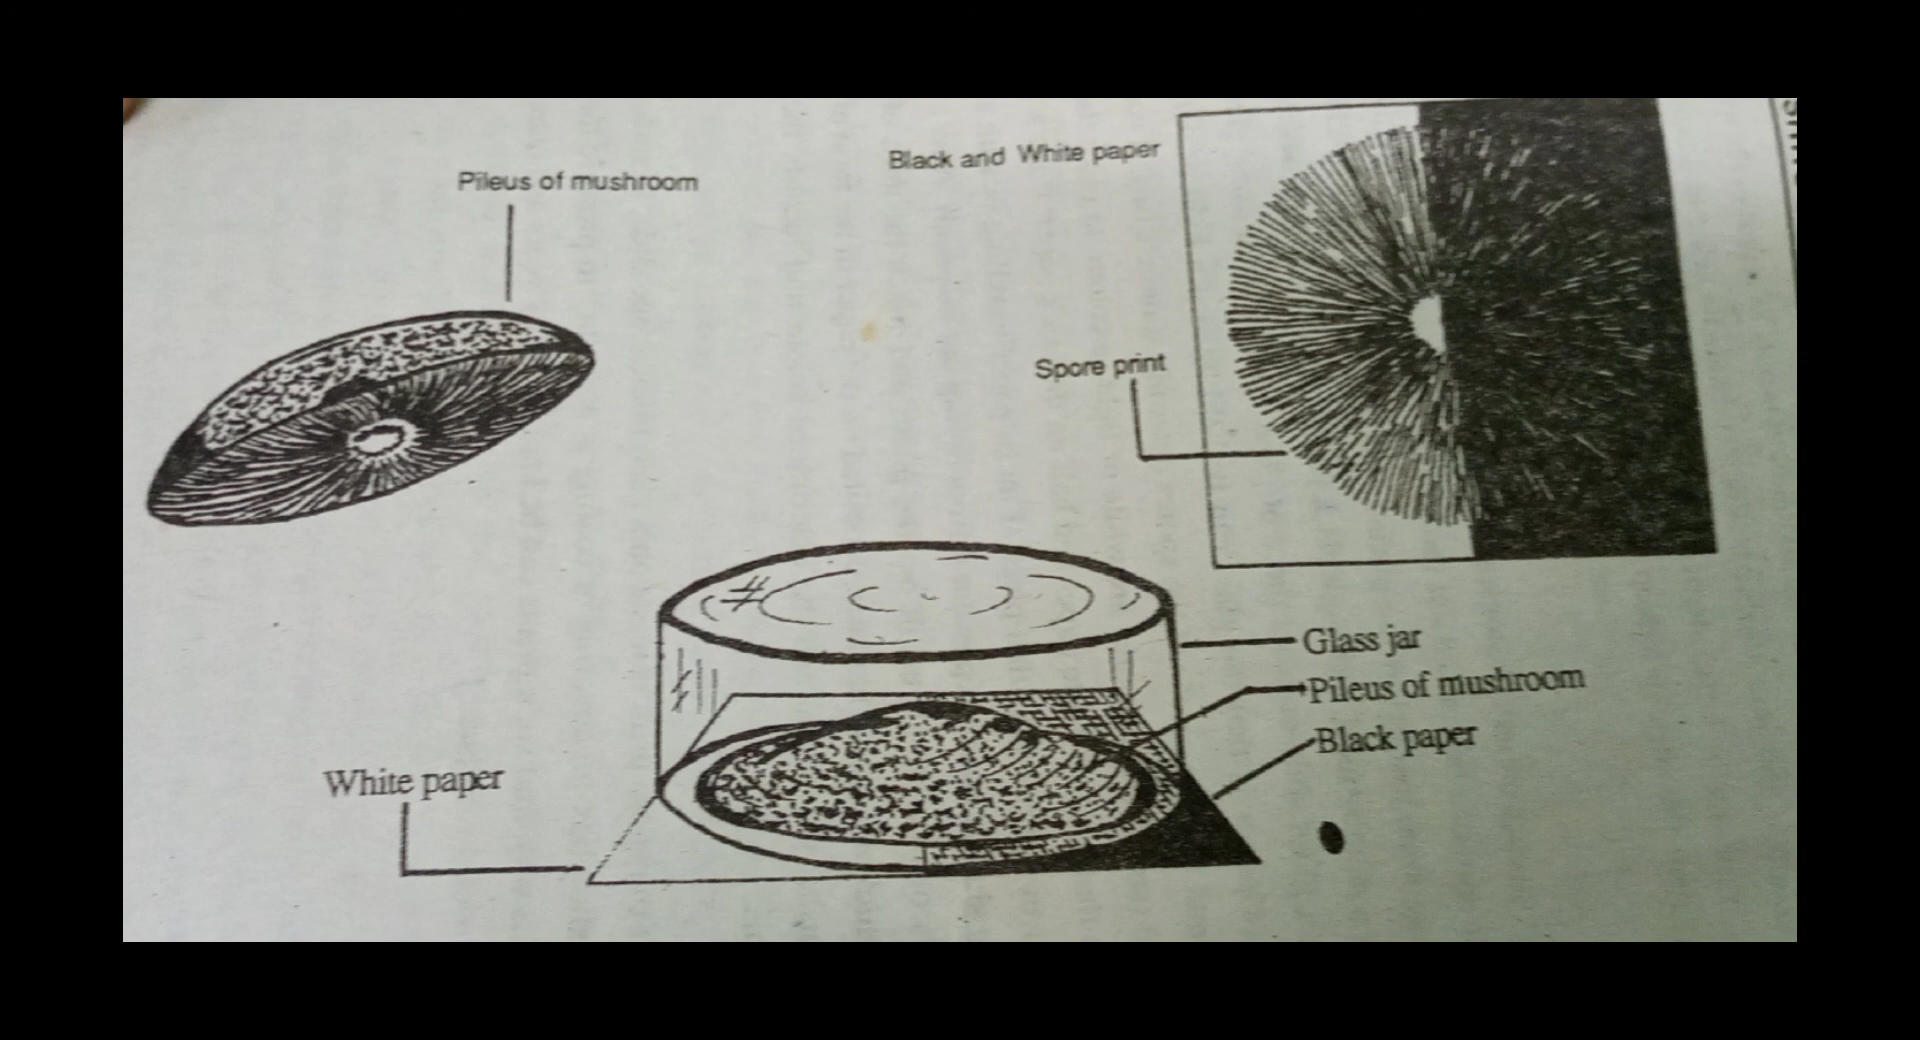 Pileus of mushroom
Black and White paper
Spore print
Glass jar
Pileus of mushroom
Black paper
White paper